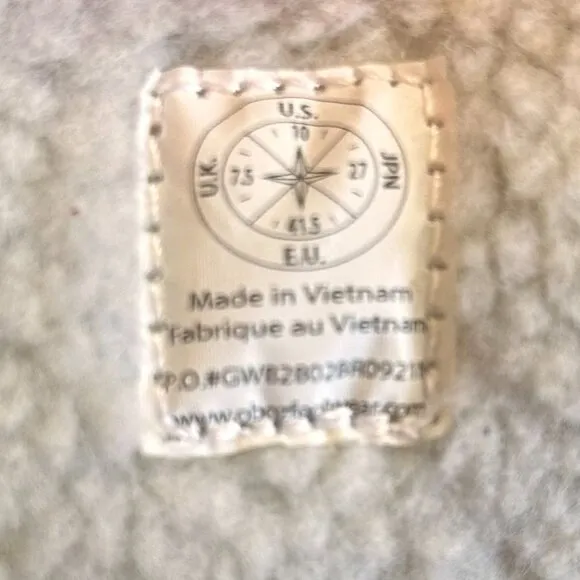 U.S.
10
U.K. 7.5 27 JPN
41.5
E.U.
Made in Vietnam
Fabrique au Vietnam